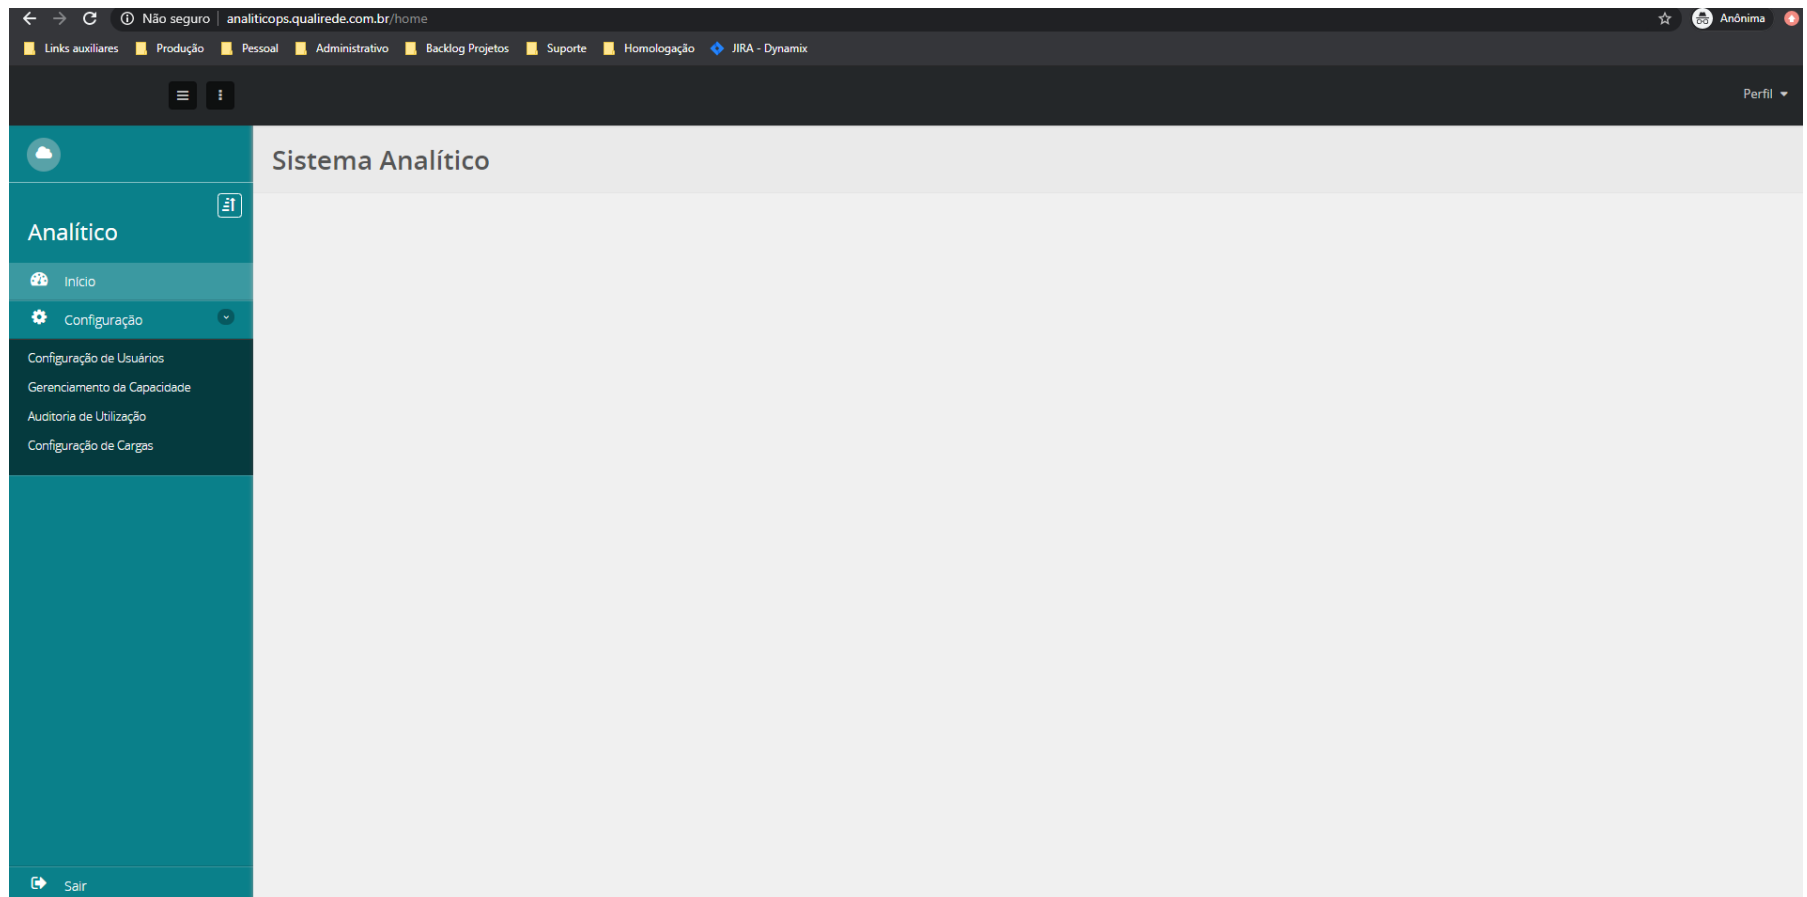 Não seguro | analiticops.qualirede.com.br/home Anônima
Links auxiliares Produção Pessoal Administrativo Backlog Projetos Suporte Homologação JIRA - Dynamix
Perfil
Sistema Analítico
Analítico
Início
Configuração
Configuração de Usuários
Gerenciamento da Capacidade
Auditoria de Utilização
Configuração de Cargas
Sair